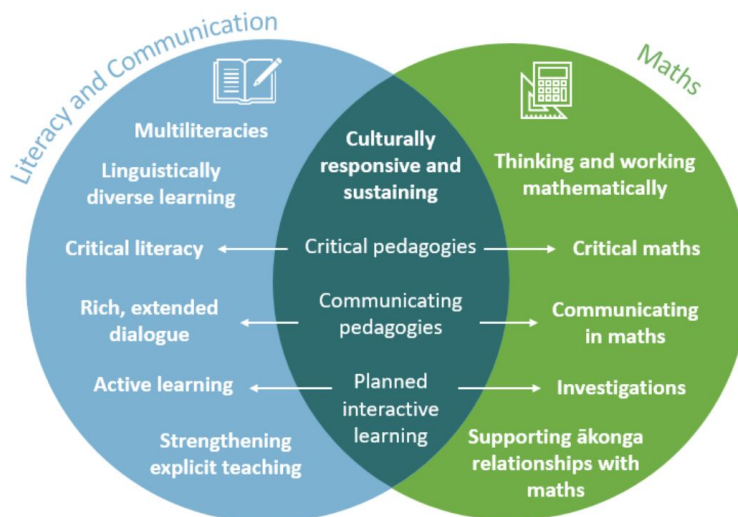 Literacy and Communication
Maths
Multiliteracies
Linguistically
diverse learning
Critical literacy
Rich, extended
dialogue
Active learning
Strengthening
explicit teaching
Culturally
responsive and
sustaining
Critical pedagogies
Communicating
pedagogies
Planned
interactive
learning
Thinking and working
mathematically
Critical maths
Communicating
in maths
Investigations
Supporting ākonga
relationships with
maths